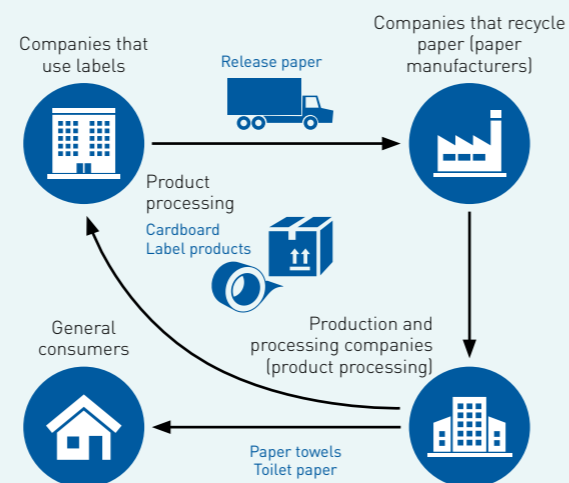 Companies that
use labels
Release paper
Companies that recycle
paper (paper
manufacturers)
Product
processing
Cardboard
Label products
General
consumers
Production and
processing companies
(product processing)
Paper towels
Toilet paper